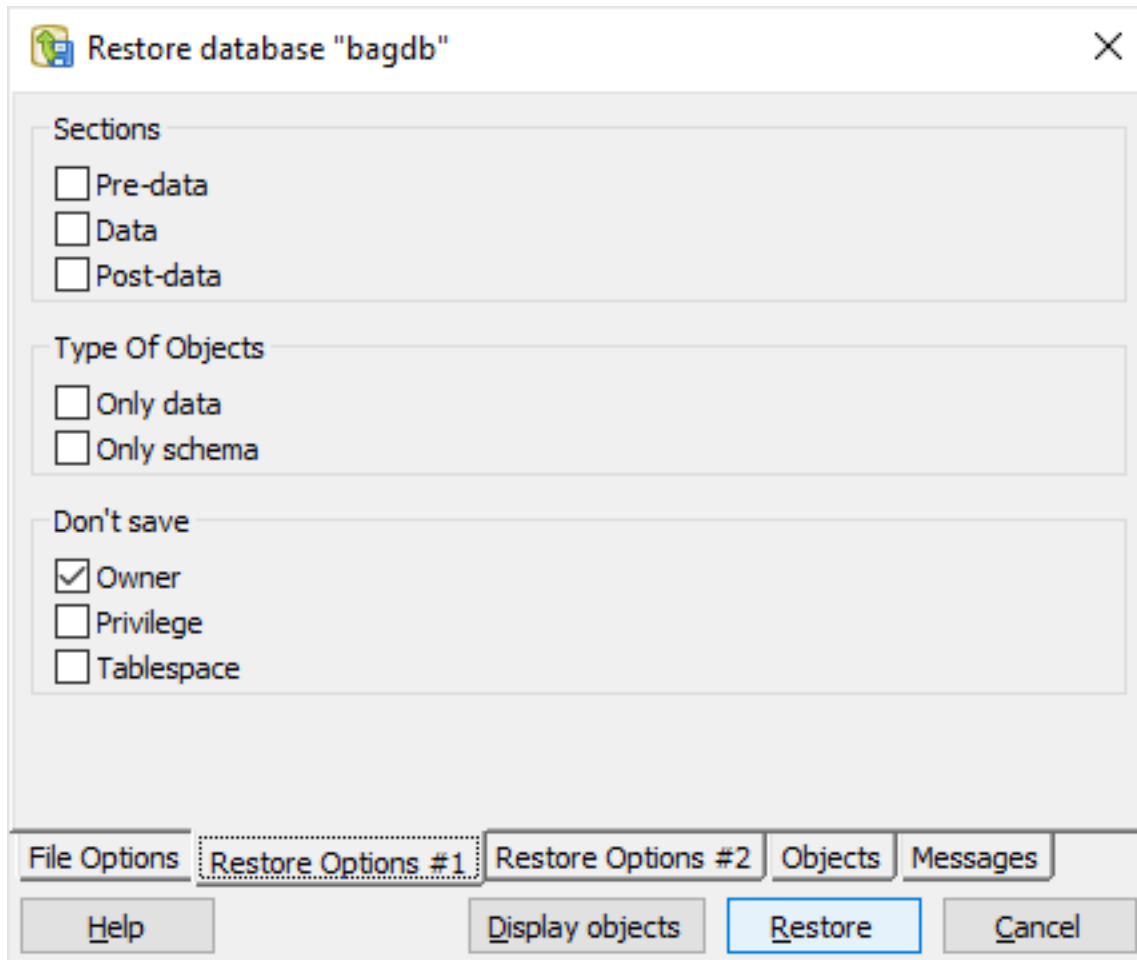 Restore database "bagdb"
Sections
Pre-data
Data
Post-data
Type Of Objects
Only data
Only schema
Don't save
Owner
Privilege
Tablespace
File Options Restore Options #1 Restore Options #2 Objects Messages
Help Display objects Restore Cancel